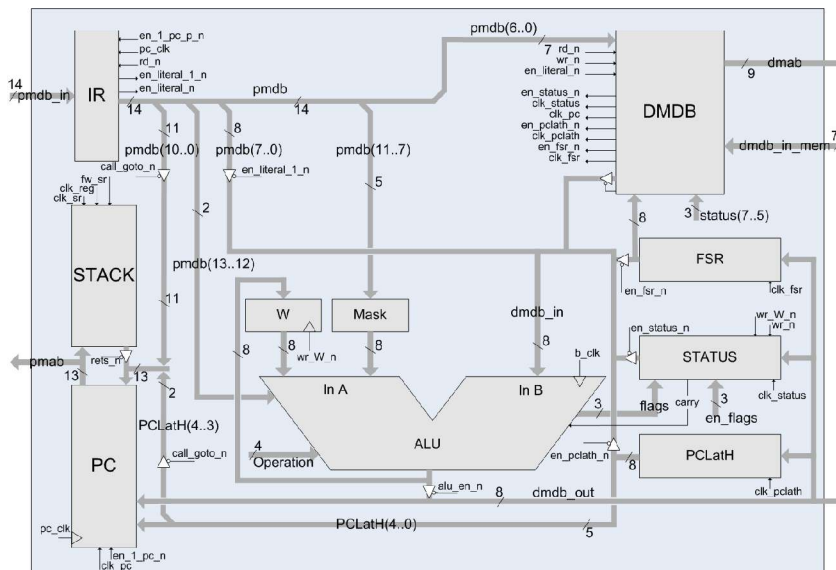 en_1_pc_p_n
pc_clk
rd_n
en_literal_1_n
en_literal_n
IR
14
pmdb_in
14
pmdb
14
pmdb(6..0)
7
rd_n
wr_n
en_literal_n
en_status_n
clk_status
clk_pc
en_pclath_n
clk_pclath
en_fsr_n
clk_fsr
DMDB
9
dmab
dmdb_in_mem
7
3
status(7..5)
8
11
pmdb(10..0)
8
pmdb(7..0)
pmdb(11..7)
5
call_goto_n
en_literal_1_n
fw_sr
clk_reg
clk_sr
STACK
2
pmdb(13..12)
11
FSR
en_fsr_n
clk_fsr
W
Mask
dmdb_in
8
8
wr_W_n
8
8
en_status_n
wr_W_n
wr_n
STATUS
clk_status
b_clk
pmab
13
rets_n
13
2
In A
In B
ALU
3
flags
carry
3
en_flags
PCLatH(4..3)
call_goto_n
4
Operation
en_pclath_n
8
PCLatH
clk_pclath
PC
alu_en_n
8
dmdb_out
PCLatH(4..0)
5
pc_clk
en_1_pc_n
clk_pc